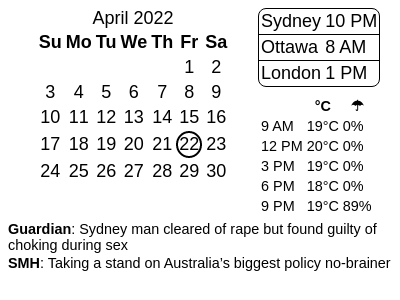 April 2022
Su Mo Tu We Th Fr Sa
1 2
3 4 5 6 7 8 9
10 11 12 13 14 15 16
17 18 19 20 21 22 23
24 25 26 27 28 29 30
Sydney 10 PM
Ottawa 8 AM
London 1 PM
°C ☂
9 AM 19°C 0%
12 PM 20°C 0%
3 PM 19°C 0%
6 PM 18°C 0%
9 PM 19°C 89%
Guardian: Sydney man cleared of rape but found guilty of
choking during sex
SMH: Taking a stand on Australia’s biggest policy no-brainer